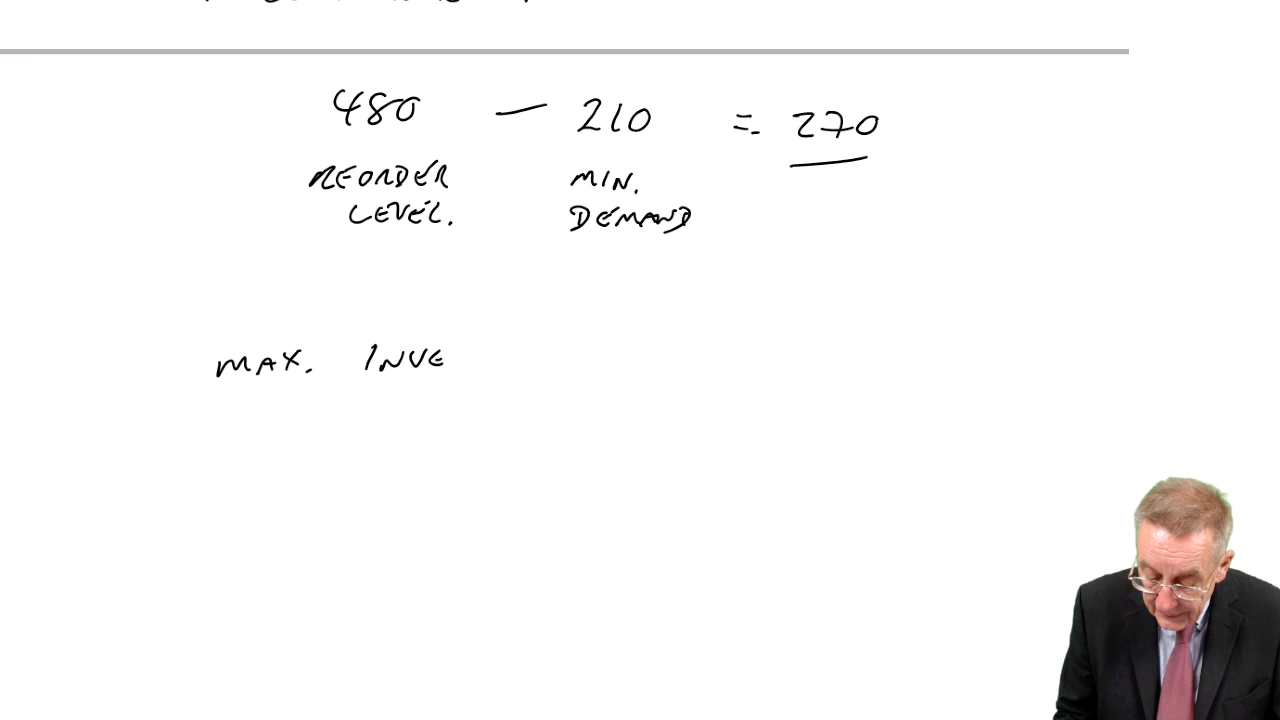 480 — 210 = 270
REORDER MIN.
LEVEL. DEMAND
MAX. INVE